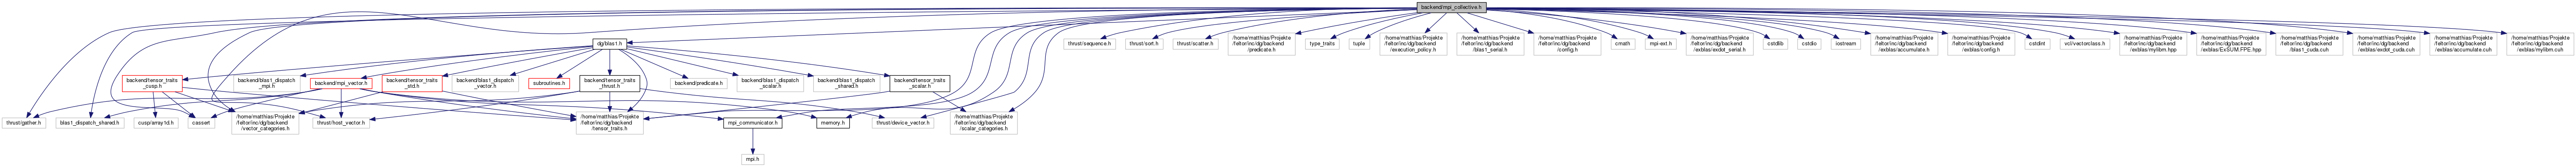 backend/mpi_collective.h
dg/blas1.h
thrust/sequence.h
thrust/sort.h
thrust/scatter.h
/home/matthias/Projekte
/feltor/inc/dg/backend
/predicate.h
type_traits
tuple
/home/matthias/Projekte
/feltor/inc/dg/backend
/execution_policy.h
/home/matthias/Projekte
/feltor/inc/dg/backend
/blas1_serial.h
/home/matthias/Projekte
/feltor/inc/dg/backend
/config.h
cmath
mpi-ext.h
/home/matthias/Projekte
/feltor/inc/dg/backend
/exblas/exdot_serial.h
cstdlib
cstdio
iostream
/home/matthias/Projekte
/feltor/inc/dg/backend
/exblas/accumulate.h
/home/matthias/Projekte
/feltor/inc/dg/backend
/exblas/config.h
cstdint
vcl/vectorclass.h
/home/matthias/Projekte
/feltor/inc/dg/backend
/exblas/mylibm.hpp
/home/matthias/Projekte
/feltor/inc/dg/backend
/exblas/ExSUM.FPE.hpp
/home/matthias/Projekte
/feltor/inc/dg/backend
/blas1_cuda.cuh
/home/matthias/Projekte
/feltor/inc/dg/backend
/exblas/exdot_cuda.cuh
/home/matthias/Projekte
/feltor/inc/dg/backend
/exblas/accumulate.cuh
/home/matthias/Projekte
/feltor/inc/dg/backend
/exblas/mylibm.cuh
backend/tensor_traits
_cusp.h
backend/blas1_dispatch
_mpi.h
backend/mpi_vector.h
backend/tensor_traits
_std.h
backend/blas1_dispatch
_vector.h
subroutines.h
backend/tensor_traits
_thrust.h
backend/predicate.h
backend/blas1_dispatch
_scalar.h
backend/blas1_dispatch
_shared.h
backend/tensor_traits
_scalar.h
thrust/gather.h
blas1_dispatch_shared.h
cusp/array1d.h
cassert
/home/matthias/Projekte
/feltor/inc/dg/backend
/vector_categories.h
thrust/host_vector.h
/home/matthias/Projekte
/feltor/inc/dg/backend
/tensor_traits.h
mpi_communicator.h
memory.h
thrust/device_vector.h
/home/matthias/Projekte
/feltor/inc/dg/backend
/scalar_categories.h
mpi.h